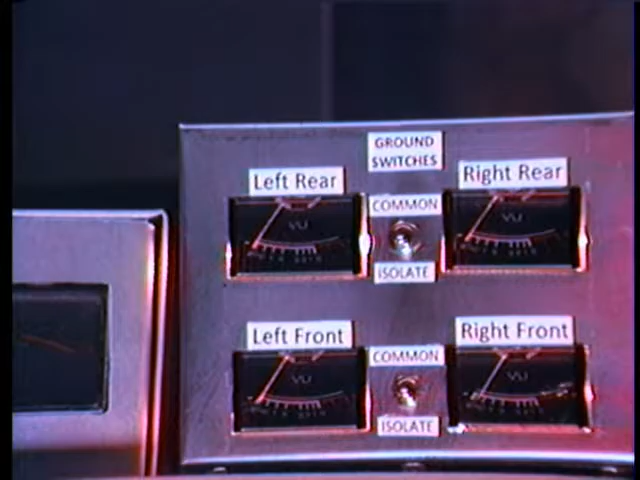 GROUND
SWITCHES
Left Rear
Right Rear
COMMON
VU
VU
ISOLATE
Left Front
Right Front
COMMON
VU
VU
ISOLATE